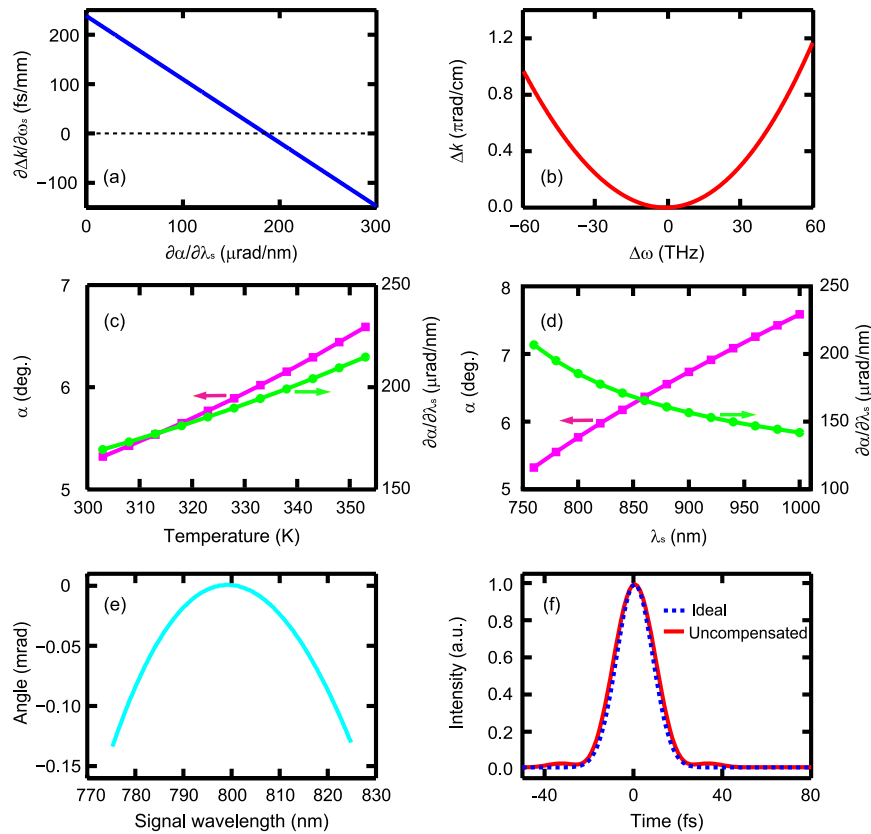 200
100
0
−100
∂Δk/∂ωₛ (fs/mm)
(a)
0
100
200
300
∂α/∂λₛ (μrad/nm)
1.2
0.8
0.4
0.0
Δk (πrad/cm)
(b)
−60
−30
0
30
60
Δω (THz)
7
6
5
α (deg.)
(c)
250
200
150
∂α/∂λₛ (μrad/nm)
300
310
320
330
340
350
Temperature (K)
8
7
6
5
α (deg.)
(d)
250
200
150
100
∂α/∂λₛ (μrad/nm)
750
800
850
900
950
1000
λₛ (nm)
0
−0.05
−0.10
−0.15
Angle (mrad)
(e)
770
780
790
800
810
820
830
Signal wavelength (nm)
1.0
0.8
0.6
0.4
0.2
0.0
Intensity (a.u.)
(f)
Ideal
Uncompensated
−40
0
40
80
Time (fs)